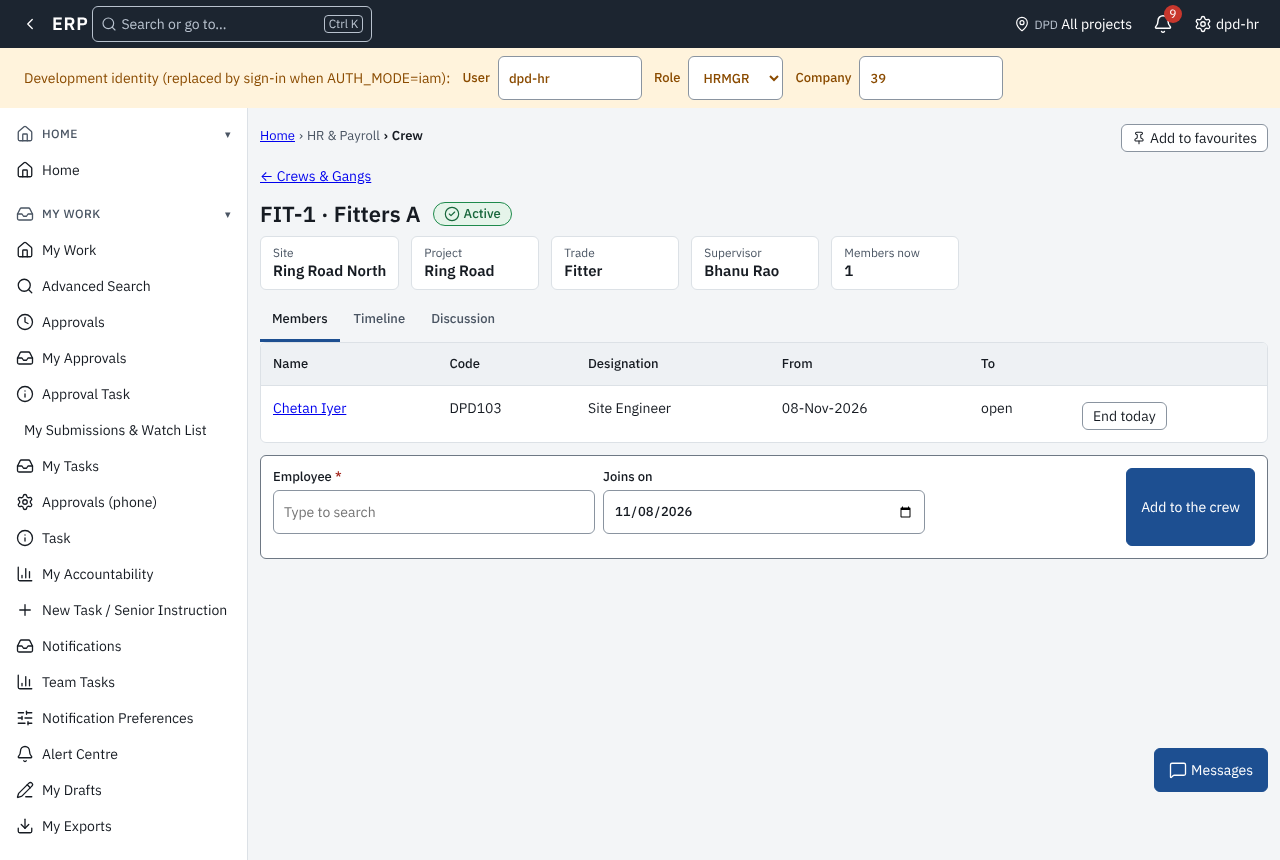 ERP
Search or go to... Ctrl K
DPD All projects
9
dpd-hr
Development identity (replaced by sign-in when AUTH_MODE=iam): User dpd-hr Role HRMGR Company 39
HOME
Home
MY WORK
My Work
Advanced Search
Approvals
My Approvals
Approval Task
My Submissions & Watch List
My Tasks
Approvals (phone)
Task
My Accountability
New Task / Senior Instruction
Notifications
Team Tasks
Notification Preferences
Alert Centre
My Drafts
My Exports
Home › HR & Payroll › Crew
Add to favourites
← Crews & Gangs
FIT-1 · Fitters A Active
Site
Ring Road North
Project
Ring Road
Trade
Fitter
Supervisor
Bhanu Rao
Members now
1
Members Timeline Discussion
Name Code Designation From To
Chetan Iyer DPD103 Site Engineer 08-Nov-2026 open End today
Employee * Joins on
Type to search 11/08/2026 Add to the crew
Messages